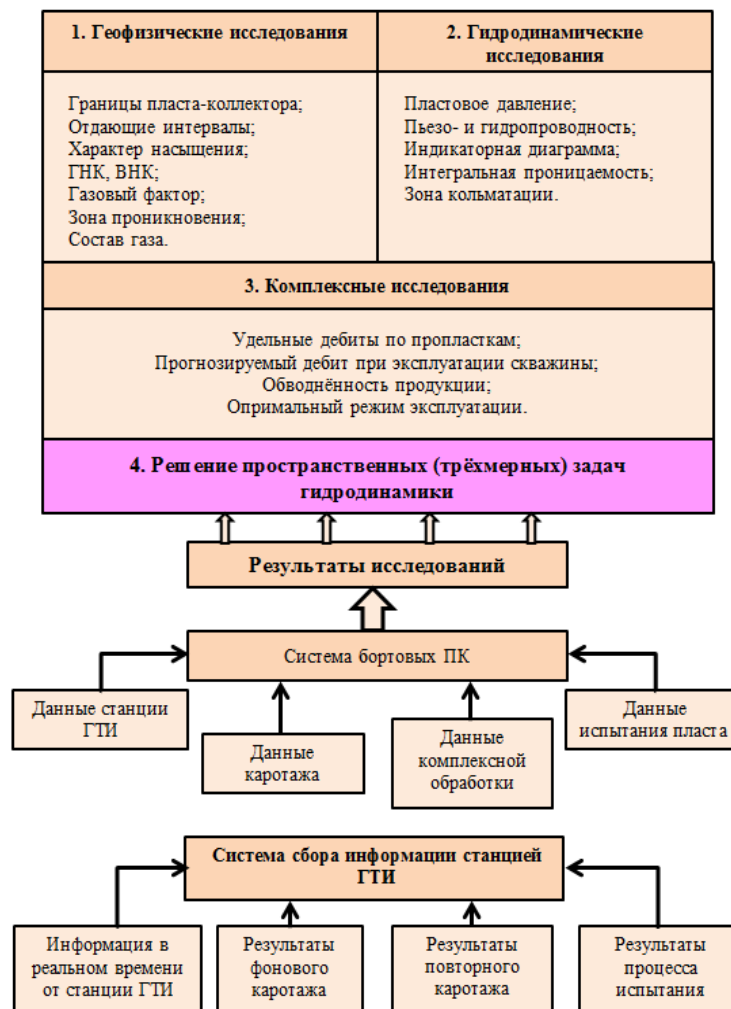 1. Геофизические исследования
2. Гидродинамические
исследования
Границы пласта-коллектора;
Отдающие интервалы;
Характер насыщения;
ГНК, ВНК;
Газовый фактор;
Зона проникновения;
Состав газа.
Пластовое давление;
Пьезо- и гидропроводность;
Индикаторная диаграмма;
Интегральная проницаемость;
Зона кольматации.
3. Комплексные исследования
Удельные дебиты по пропласткам;
Прогнозируемый дебит при эксплуатации скважины;
Обводнённость продукции;
Опримальный режим эксплуатации.
4. Решение пространственных (трёхмерных) задач
гидродинамики
Результаты исследований
Система бортовых ПК
Данные станции
ГТИ
Данные
каротажа
Данные
комплексной
обработки
Данные
испытания пласта
Система сбора информации станцией
ГТИ
Информация в
реальном времени
от станции ГТИ
Результаты
фонового
каротажа
Результаты
повторного
каротажа
Результаты
процесса
испытания